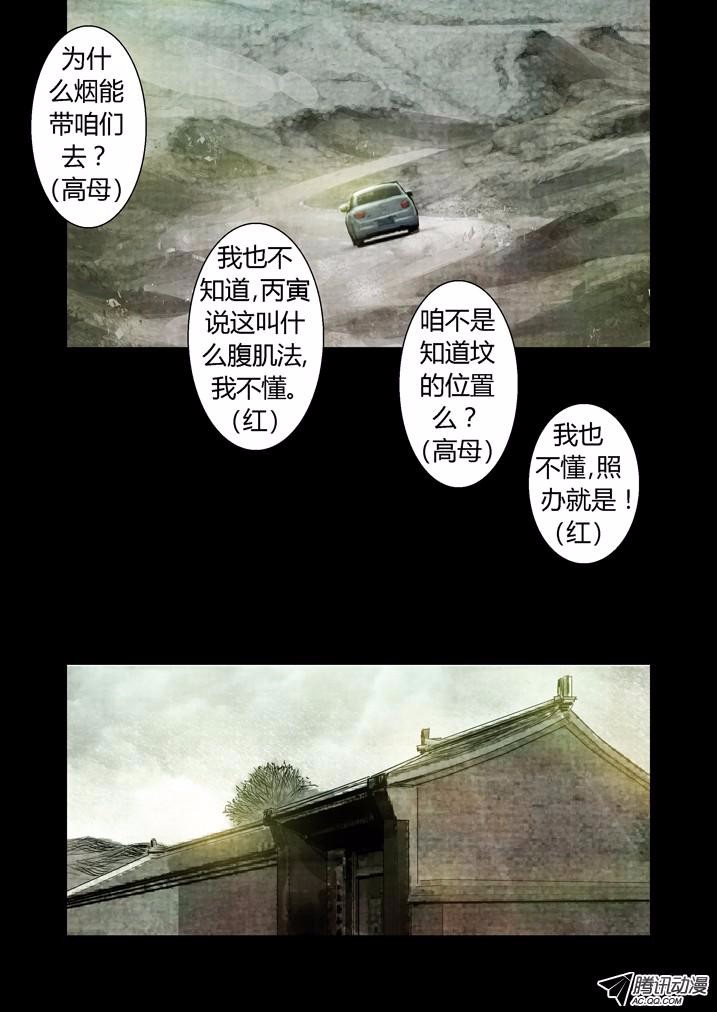 为什
么烟能
带咱们
去？
（高母）
我也不
知道,丙寅
说这叫什
么腹肌法,
我不懂。
（红）
咱不是
知道坟
的位置
么？
（高母）
我也
不懂,照
办就是！
（红）
腾讯动漫
AC.QQ.COM